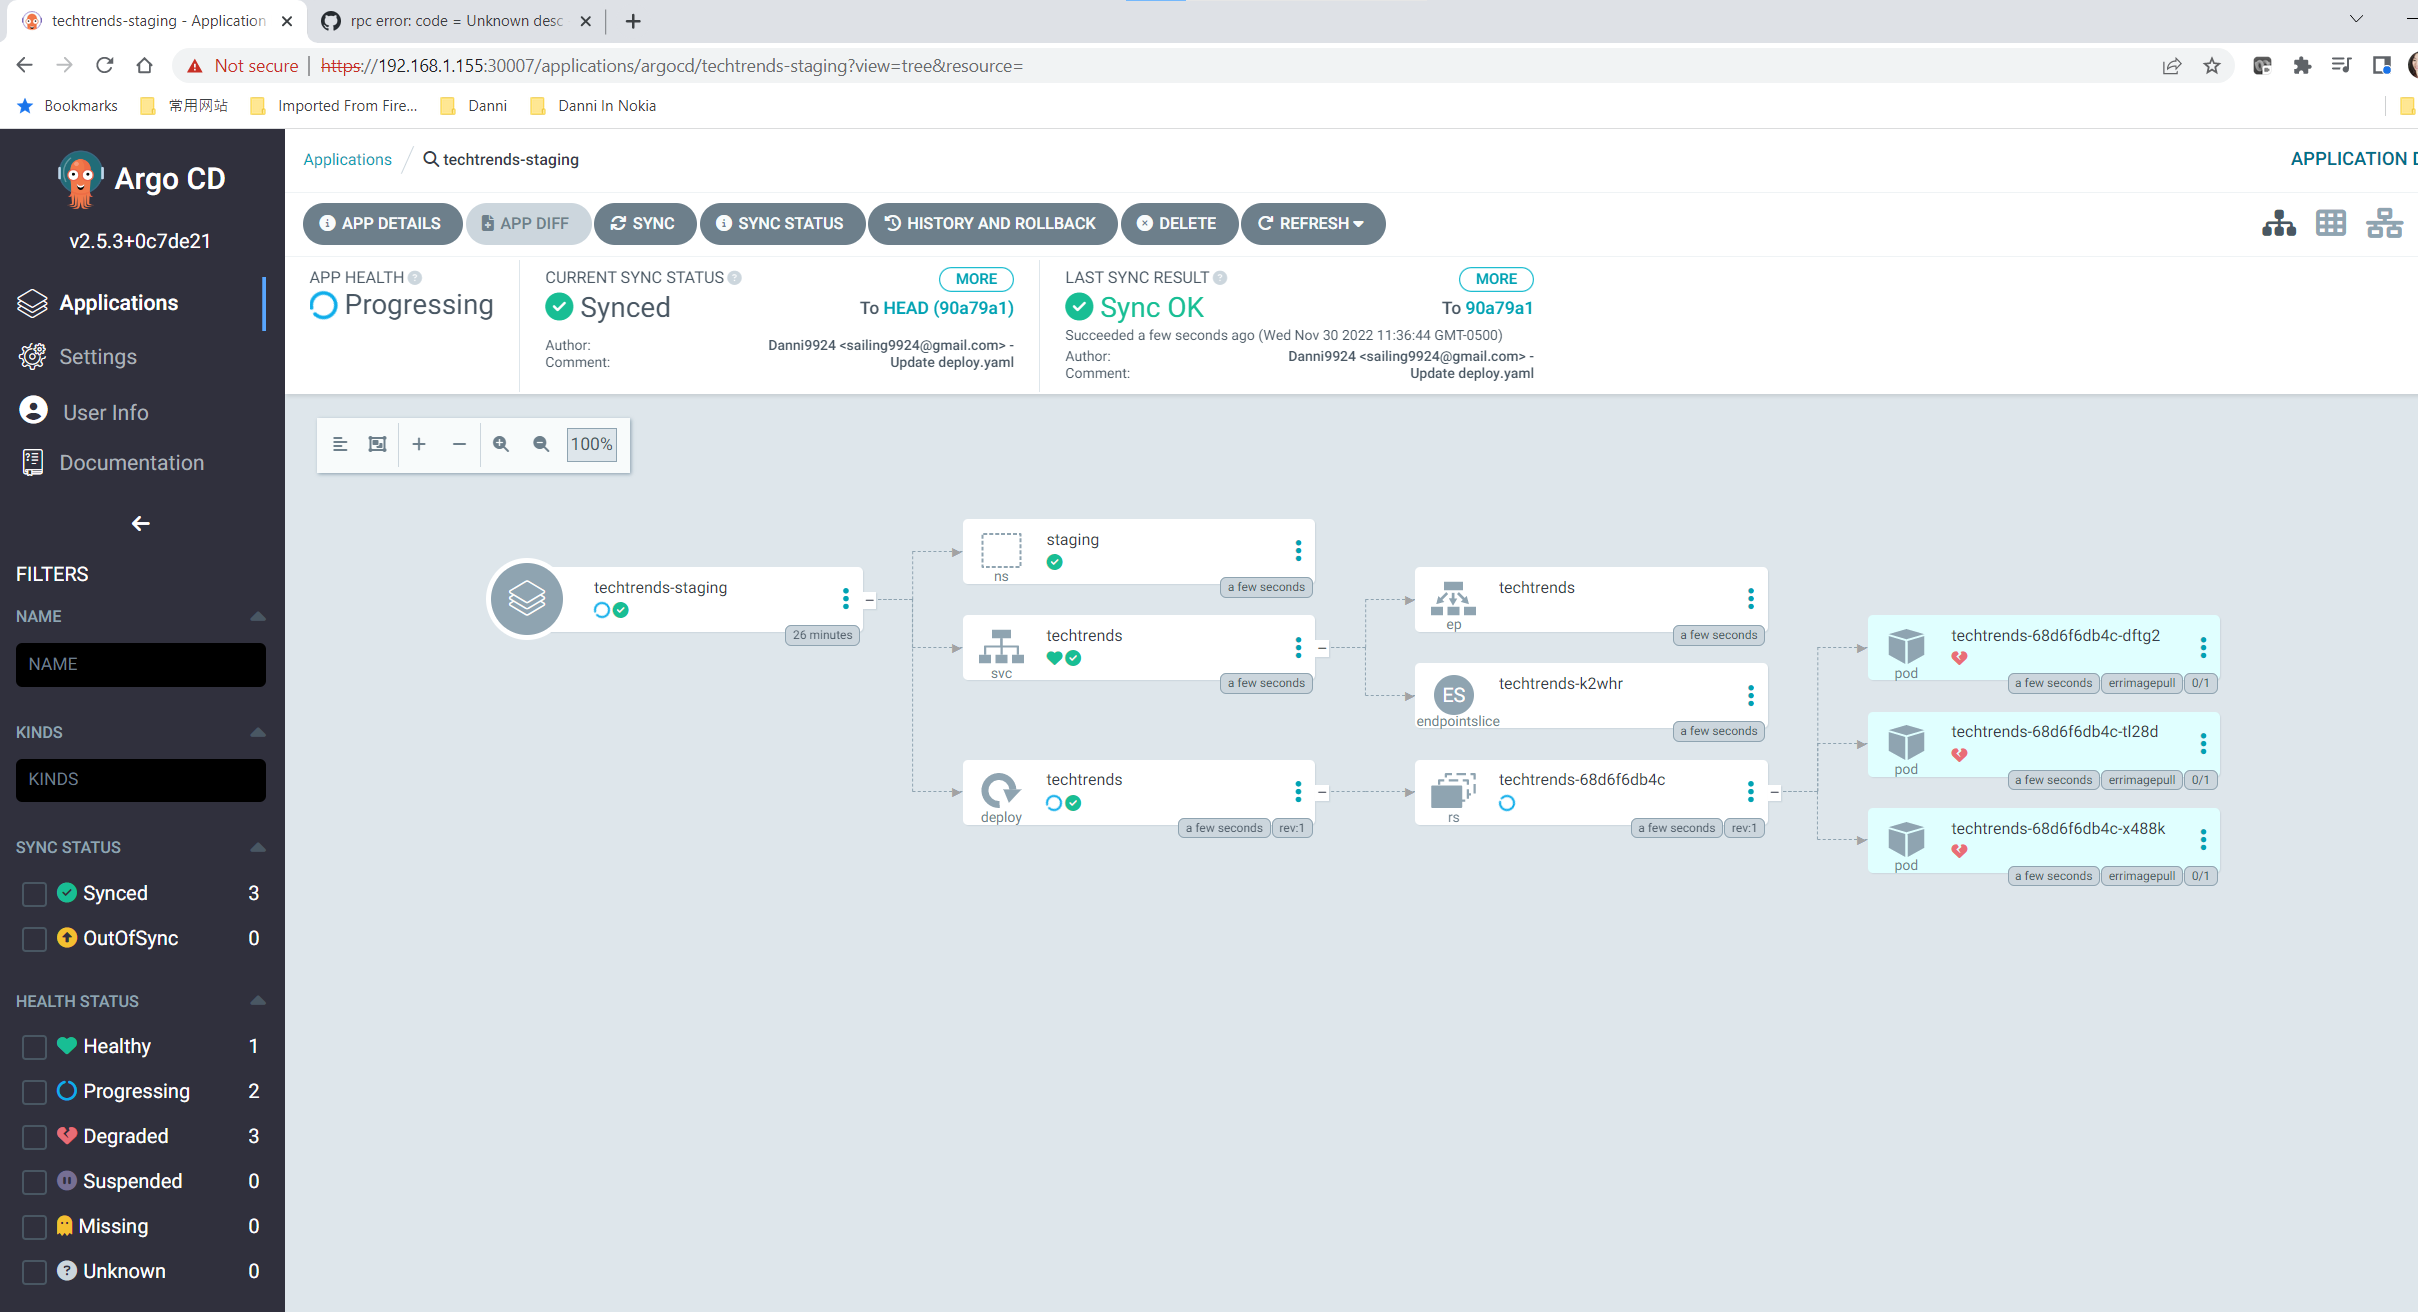 techtrends-staging - Application
rpc error: code = Unknown desc
Not secure | https://192.168.1.155:30007/applications/argocd/techtrends-staging?view=tree&resource=
Bookmarks 常用网站 Imported From Fire... Danni Danni In Nokia
Argo CD
v2.5.3+0c7de21
Applications
Settings
User Info
Documentation
FILTERS
NAME
NAME
KINDS
KINDS
SYNC STATUS
Synced 3
OutOfSync 0
HEALTH STATUS
Healthy 1
Progressing 2
Degraded 3
Suspended 0
Missing 0
Unknown 0
Applications / techtrends-staging
APPLICATION D
APP DETAILS APP DIFF SYNC SYNC STATUS HISTORY AND ROLLBACK DELETE REFRESH
APP HEALTH
Progressing
CURRENT SYNC STATUS MORE
Synced To HEAD (90a79a1)
Author: Danni9924 <sailing9924@gmail.com> -
Comment: Update deploy.yaml
LAST SYNC RESULT MORE
Sync OK To 90a79a1
Succeeded a few seconds ago (Wed Nov 30 2022 11:36:44 GMT-0500)
Author: Danni9924 <sailing9924@gmail.com> -
Comment: Update deploy.yaml
100%
techtrends-staging
26 minutes
staging
ns
a few seconds
techtrends
svc
a few seconds
techtrends
deploy
a few seconds rev:1
techtrends
ep
a few seconds
ES
techtrends-k2whr
endpointslice
a few seconds
techtrends-68d6f6db4c
rs
a few seconds rev:1
techtrends-68d6f6db4c-dftg2
pod
a few seconds errimagepull 0/1
techtrends-68d6f6db4c-tl28d
pod
a few seconds errimagepull 0/1
techtrends-68d6f6db4c-x488k
pod
a few seconds errimagepull 0/1